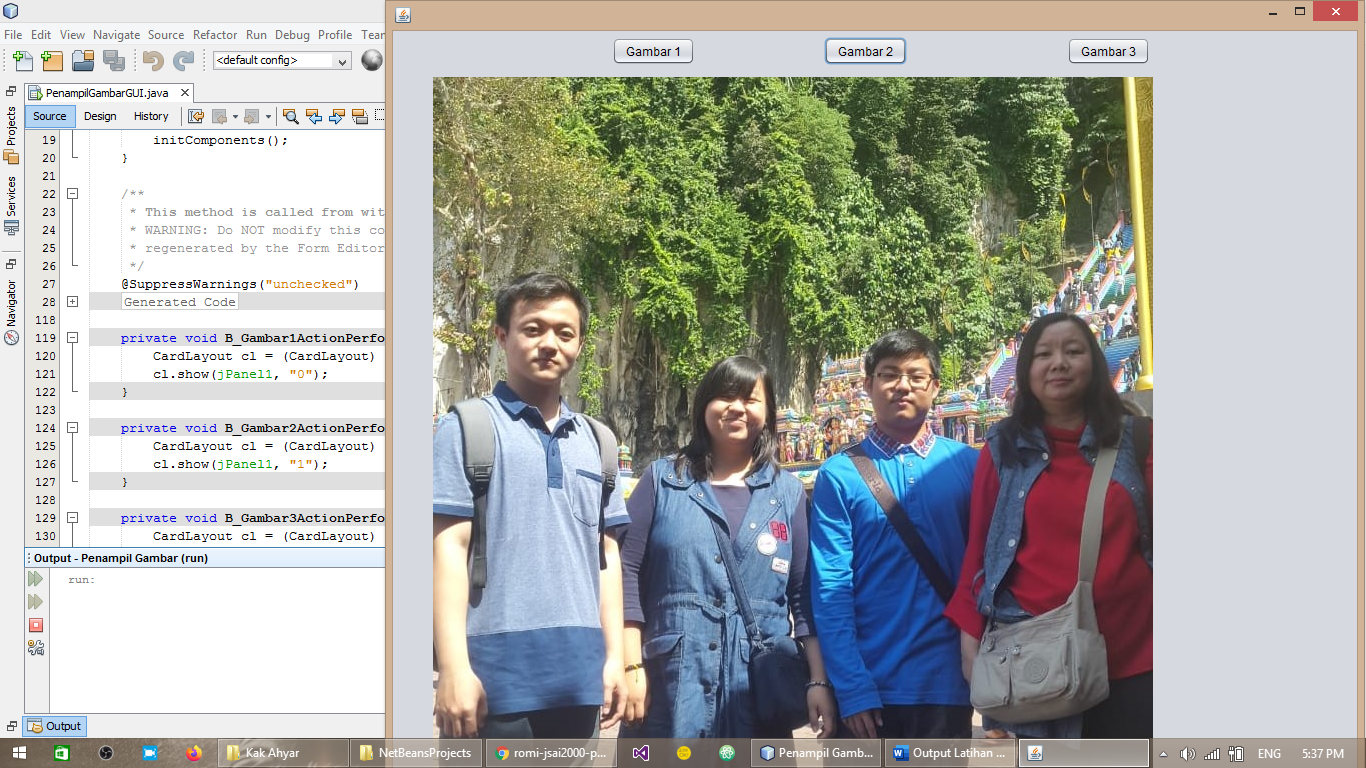 File Edit View Navigate Source Refactor Run Debug Profile Tean
<default config>
Gambar 1 Gambar 2 Gambar 3
PenampilGambarGUI.java
Source Design History
Projects
Services
Navigator
19 initComponents();
20 }
21
22 /**
23 * This method is called from wit
24 * WARNING: Do NOT modify this co
25 * regenerated by the Form Editor
26 */
27 @SuppressWarnings("unchecked")
28 Generated Code
118
119 private void B_Gambar1ActionPerfo
120 CardLayout cl = (CardLayout)
121 cl.show(jPanel1, "0");
122 }
123
124 private void B_Gambar2ActionPerfo
125 CardLayout cl = (CardLayout)
126 cl.show(jPanel1, "1");
127 }
128
129 private void B_Gambar3ActionPerfo
130 CardLayout cl = (CardLayout)
Output - Penampil Gambar (run)
run:
Output
Kak Ahyar NetBeansProjects romi-jsai2000-p... Penampil Gamb... Output Latihan ... ENG 5:37 PM